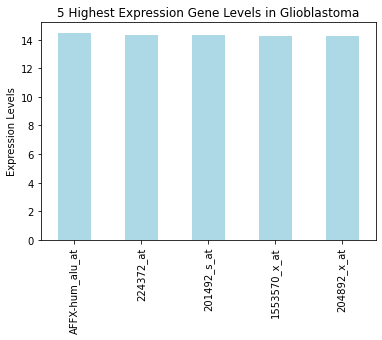 5 Highest Expression Gene Levels in Glioblastoma
Expression Levels
14
12
10
8
6
4
2
0
AFFX-hum_alu_at
224372_at
201492_s_at
1553570_x_at
204892_x_at